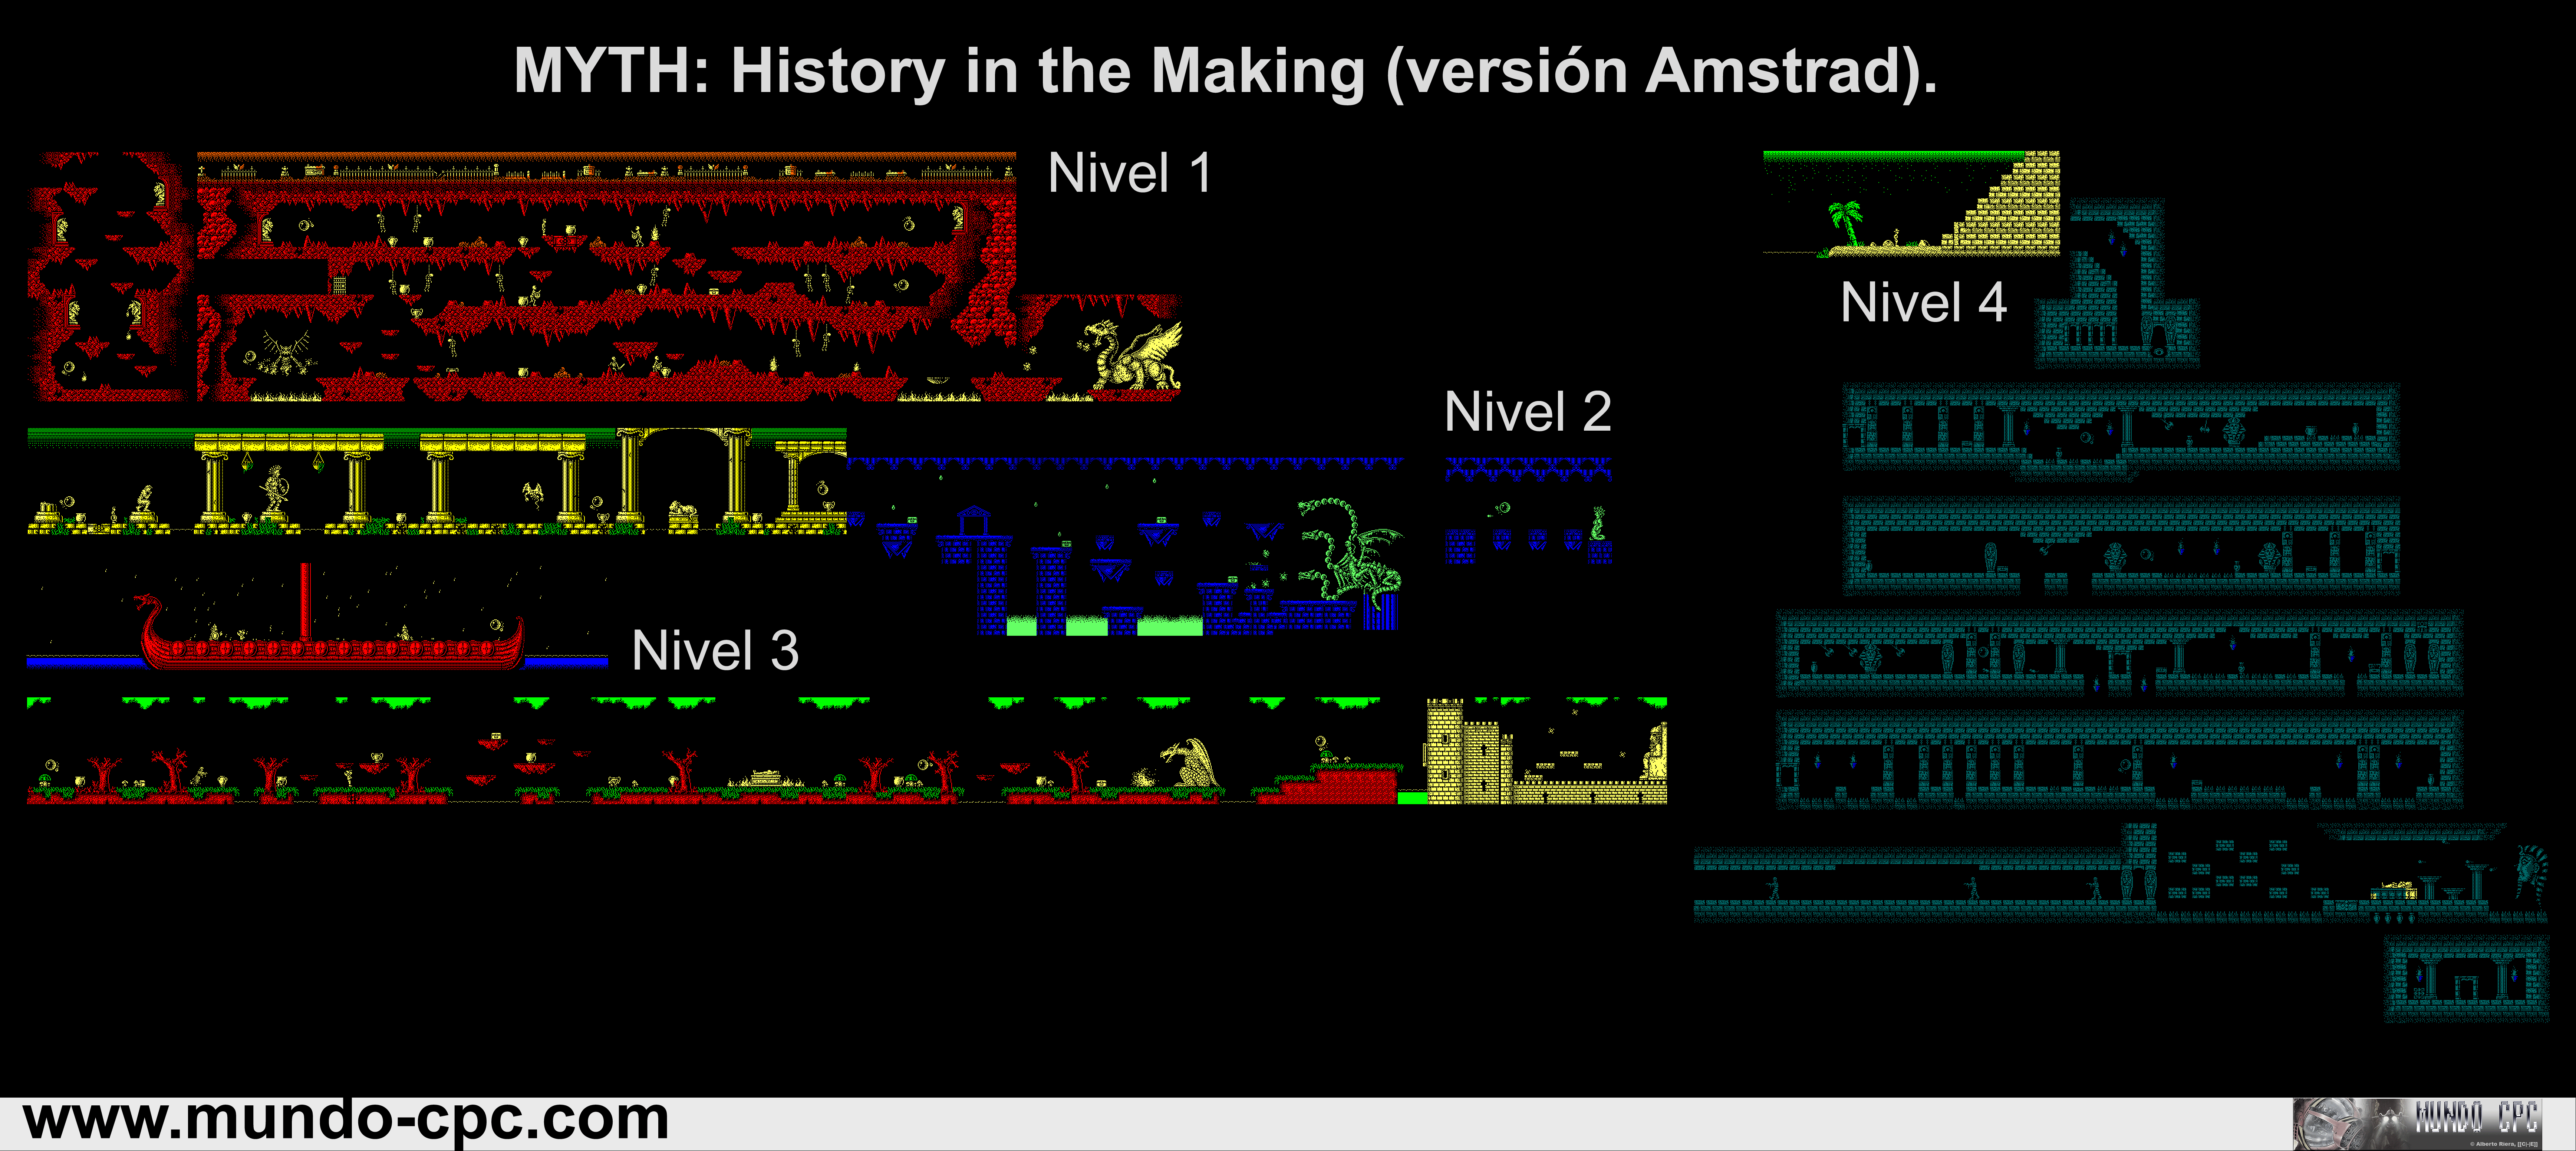 MYTH: History in the Making (versión Amstrad).
Nivel 1
Nivel 4
Nivel 2
Nivel 3
www.mundo-cpc.com
MUNDO CPC
© Alberto Riera, [[C]-[E]]